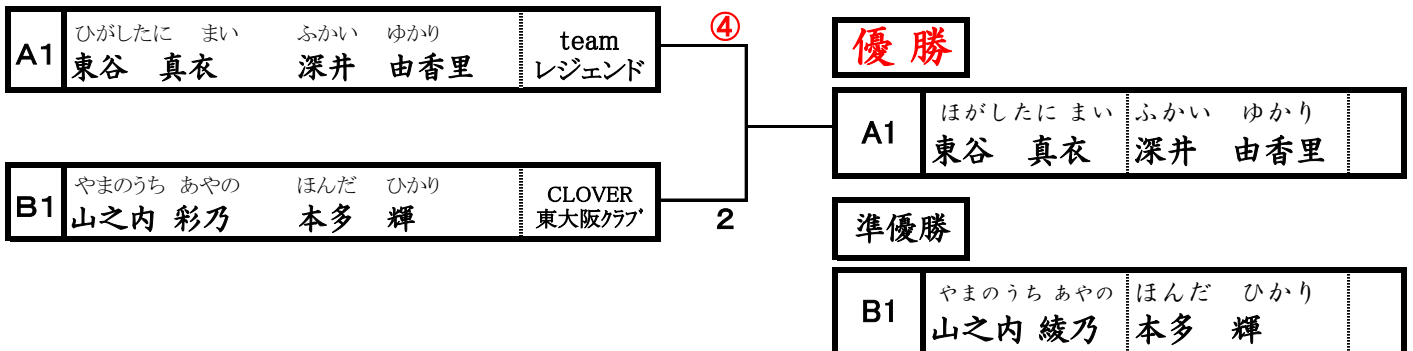 ひがしたに まい ふかい ゆかり
A1 東谷 真衣 深井 由香里 team レジェンド
④
やまのうち あやの ほんだ ひかり
B1 山之内 彩乃 本多 輝 CLOVER 東大阪クラブ
2
優勝
ほがしたに まい ふかい ゆかり
A1 東谷 真衣 深井 由香里
準優勝
やまのうち あやの ほんだ ひかり
B1 山之内 綾乃 本多 輝